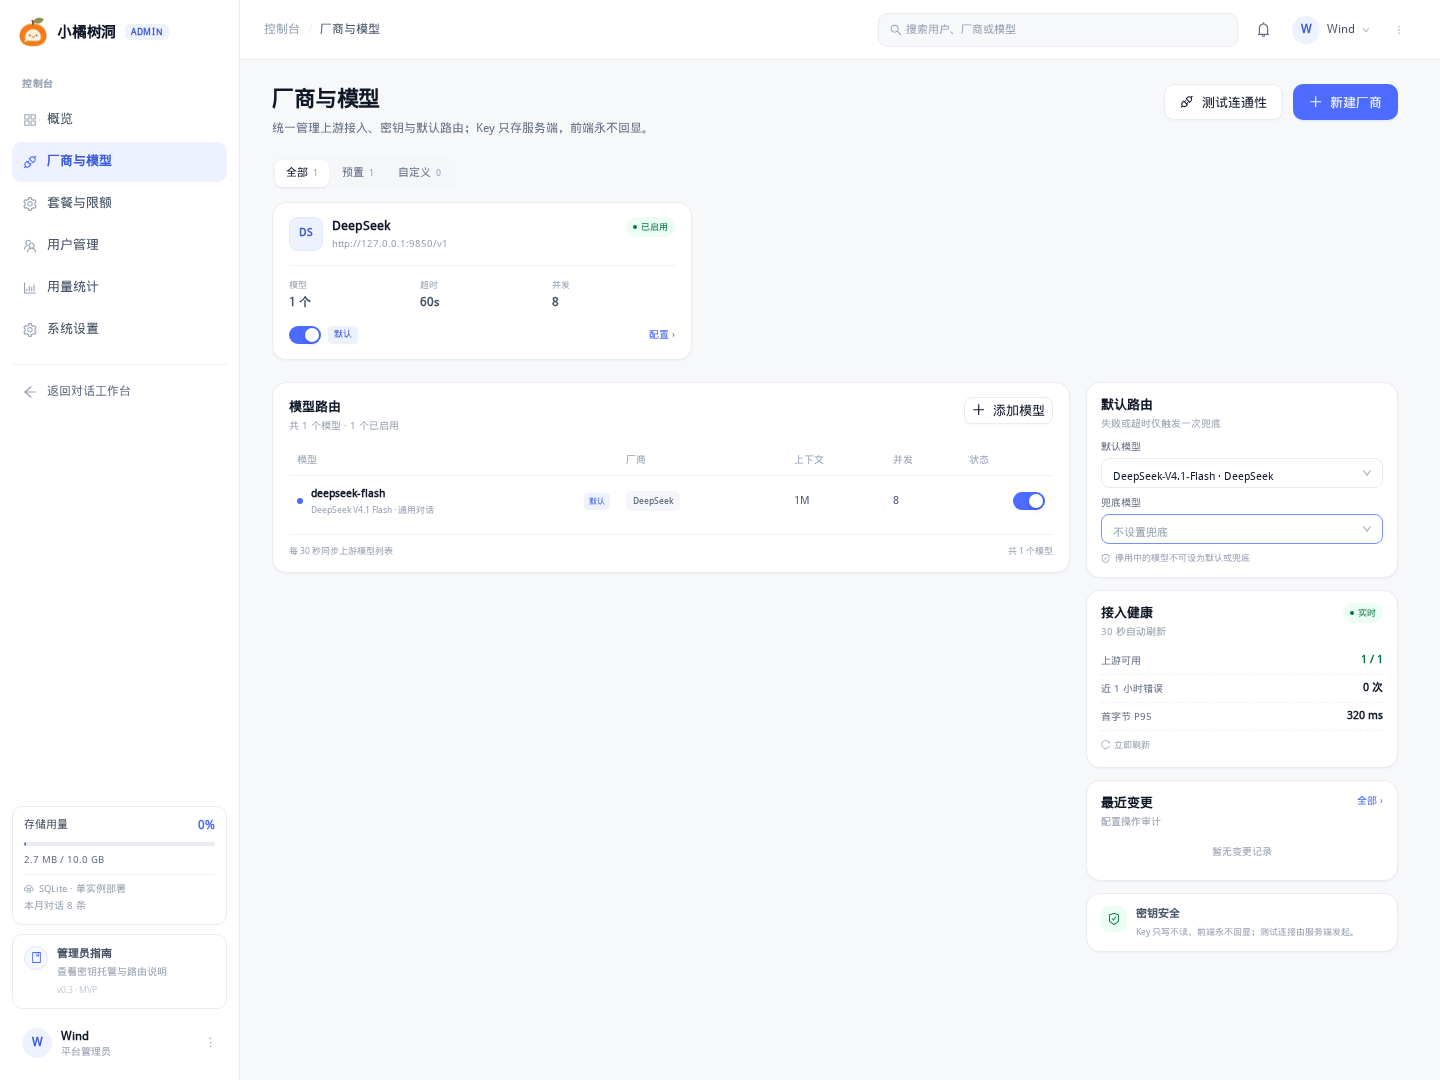 小橘树洞 ADMIN
控制台
概览
厂商与模型
套餐与限额
用户管理
用量统计
系统设置
返回对话工作台
存储用量 0%
2.7 MB / 10.0 GB
SQLite · 单实例部署
本月对话 8 条
管理员指南
查看密钥托管与路由说明
v0.3 · MVP
W Wind
平台管理员
控制台 / 厂商与模型
搜索用户、厂商或模型
W Wind
厂商与模型
统一管理上游接入、密钥与默认路由；Key 只存服务端，前端永不回显。
测试连通性
新建厂商
全部 1 预置 1 自定义 0
DS DeepSeek 已启用
http://127.0.0.1:9850/v1
模型 超时 并发
1 个 60s 8
默认 配置 ›
模型路由
共 1 个模型 · 1 个已启用
添加模型
模型 厂商 上下文 并发 状态
deepseek-flash 默认 DeepSeek 1M 8
DeepSeek V4.1 Flash · 通用对话
每 30 秒同步上游模型列表 共 1 个模型
默认路由
失败或超时仅触发一次兜底
默认模型
DeepSeek-V4.1-Flash · DeepSeek
兜底模型
不设置兜底
停用中的模型不可设为默认或兜底
接入健康 实时
30 秒自动刷新
上游可用 1 / 1
近 1 小时错误 0 次
首字节 P95 320 ms
立即刷新
最近变更 全部 ›
配置操作审计
暂无变更记录
密钥安全
Key 只写不读，前端永不回显；测试连接由服务端发起。